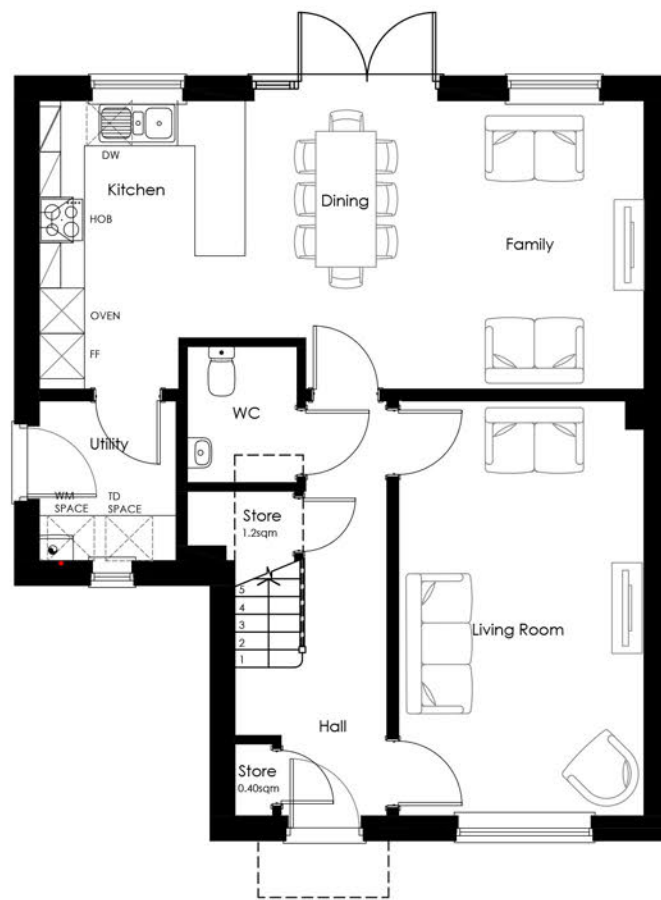 DW
Kitchen
HOB
Dining
Family
OVEN
FF
WC
Utility
WM
SPACE
TD
SPACE
Store
1.2sqm
5
4
3
2
1
Living Room
Hall
Store
0.40sqm